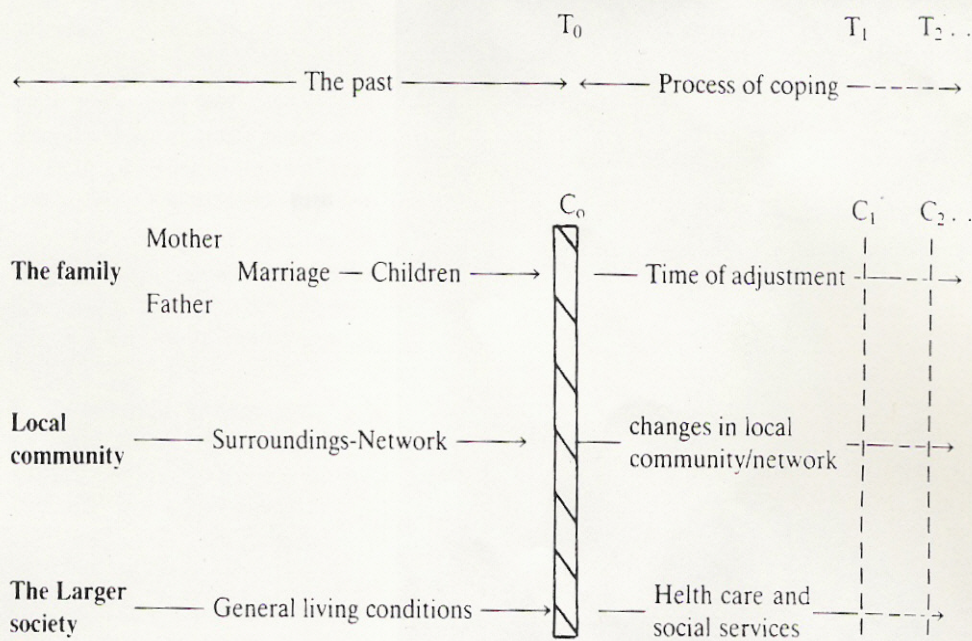 T₀ T₁ T₂ . .
The past Process of coping
C₀ C₁ C₂ . .
Mother
The family Marriage — Children Time of adjustment
Father
Local changes in local
community Surroundings-Network community/network
The Larger Helth care and
society General living conditions social services